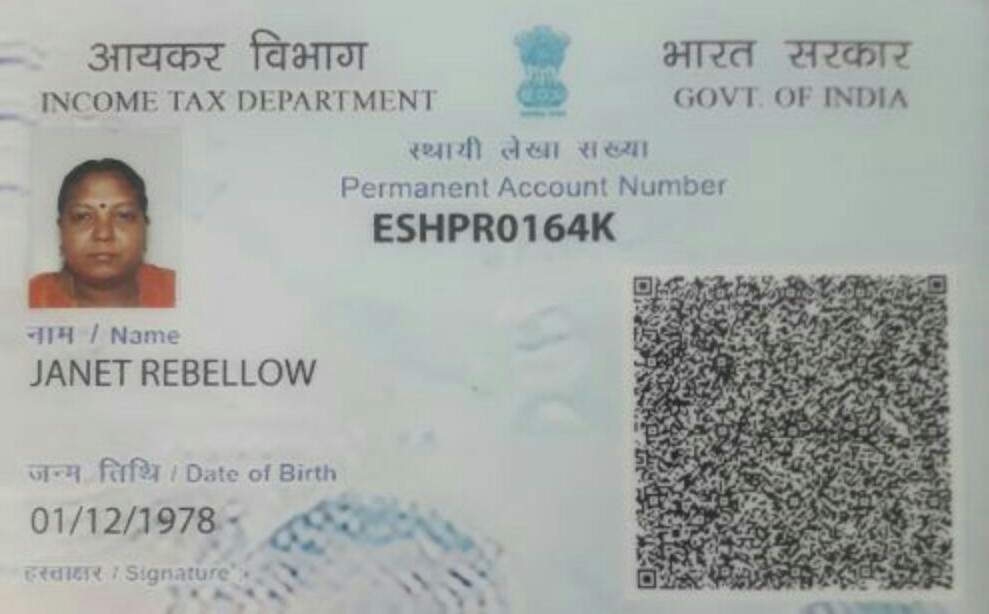 आयकर विभाग
INCOME TAX DEPARTMENT
भारत सरकार
GOVT. OF INDIA
स्थायी लेखा संख्या
Permanent Account Number
ESHPR0164K
नाम / Name
JANET REBELLOW
जन्म तिथि / Date of Birth
01/12/1978
हस्ताक्षर / Signature